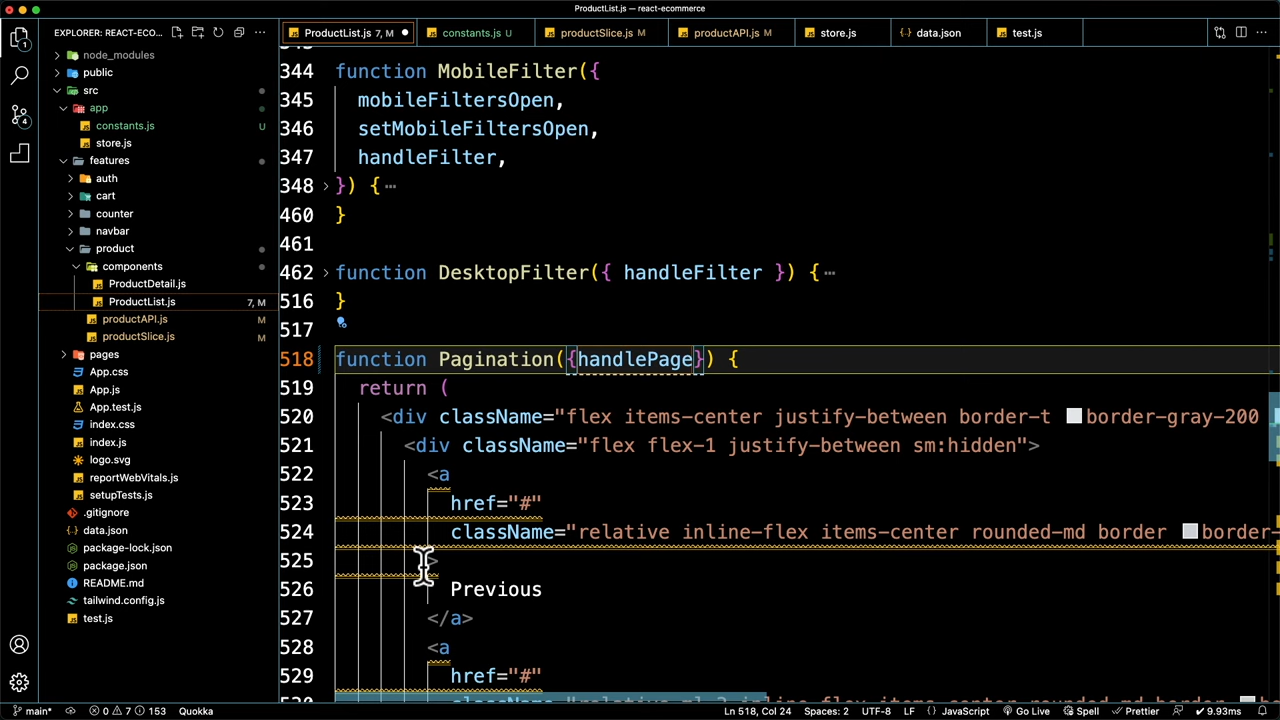 ProductList.js — react-ecommerce
EXPLORER: REACT-ECO...
ProductList.js 7, M
constants.js U
productSlice.js M
productAPI.js M
store.js
data.json
test.js
node_modules
public
src
app
constants.js U
store.js
features
auth
cart
counter
navbar
product
components
ProductDetail.js
ProductList.js 7, M
productAPI.js M
productSlice.js M
pages
App.css
App.js
App.test.js
index.css
index.js
logo.svg
reportWebVitals.js
setupTests.js
.gitignore
data.json
package-lock.json
package.json
README.md
tailwind.config.js
test.js
344 function MobileFilter({
345 mobileFiltersOpen,
346 setMobileFiltersOpen,
347 handleFilter,
348 }) {…
460 }
461
462 function DesktopFilter({ handleFilter }) {…
516 }
517
518 function Pagination({handlePage}) {
519 return (
520 <div className="flex items-center justify-between border-t border-gray-200
521 <div className="flex flex-1 justify-between sm:hidden">
522 <a
523 href="#"
524 className="relative inline-flex items-center rounded-md border border-
525 >
526 Previous
527 </a>
528 <a
529 href="#"
main* 0 7 153 Quokka
Ln 518, Col 24 Spaces: 2 UTF-8 LF {} JavaScript Go Live Spell Prettier 9.93ms
1
4